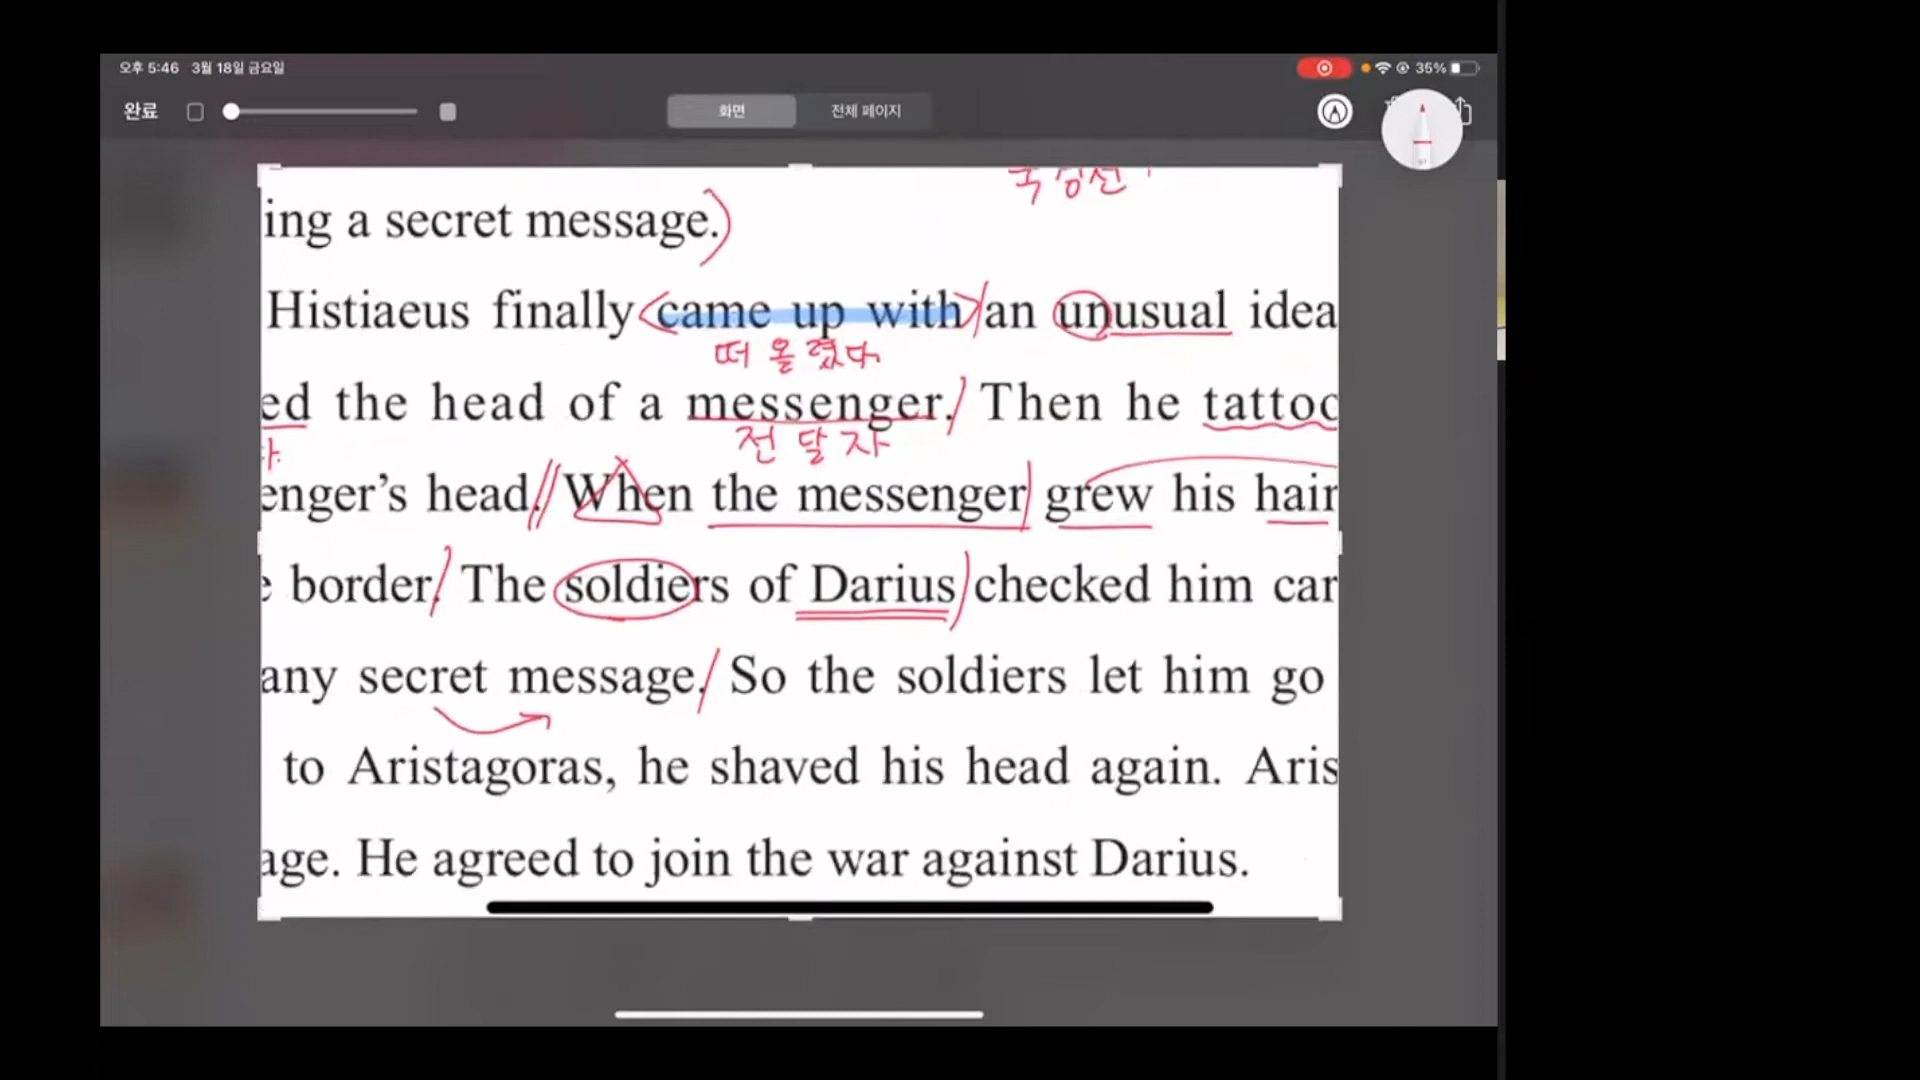 오후 5:46 3월 18일 금요일
35%
완료
화면
전체 페이지
ing a secret message.
Histiaeus finally came up with an unusual idea
떠올렸다
ed the head of a messenger. Then he tattoo
전달자
enger's head. When the messenger grew his hair
e border. The soldiers of Darius checked him car
any secret message. So the soldiers let him go
to Aristagoras, he shaved his head again. Aris
age. He agreed to join the war against Darius.